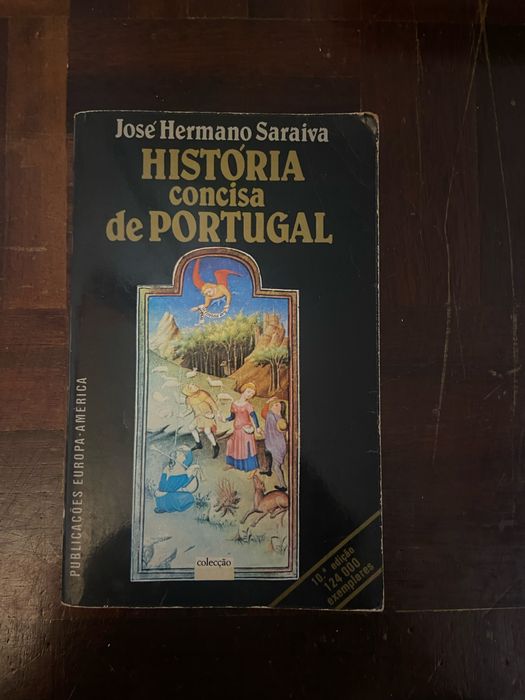 José Hermano Saraiva
HISTÓRIA
concisa
de PORTUGAL
PUBLICAÇÕES EUROPA-AMÉRICA
colecção
10.ª edição
124 000
exemplares